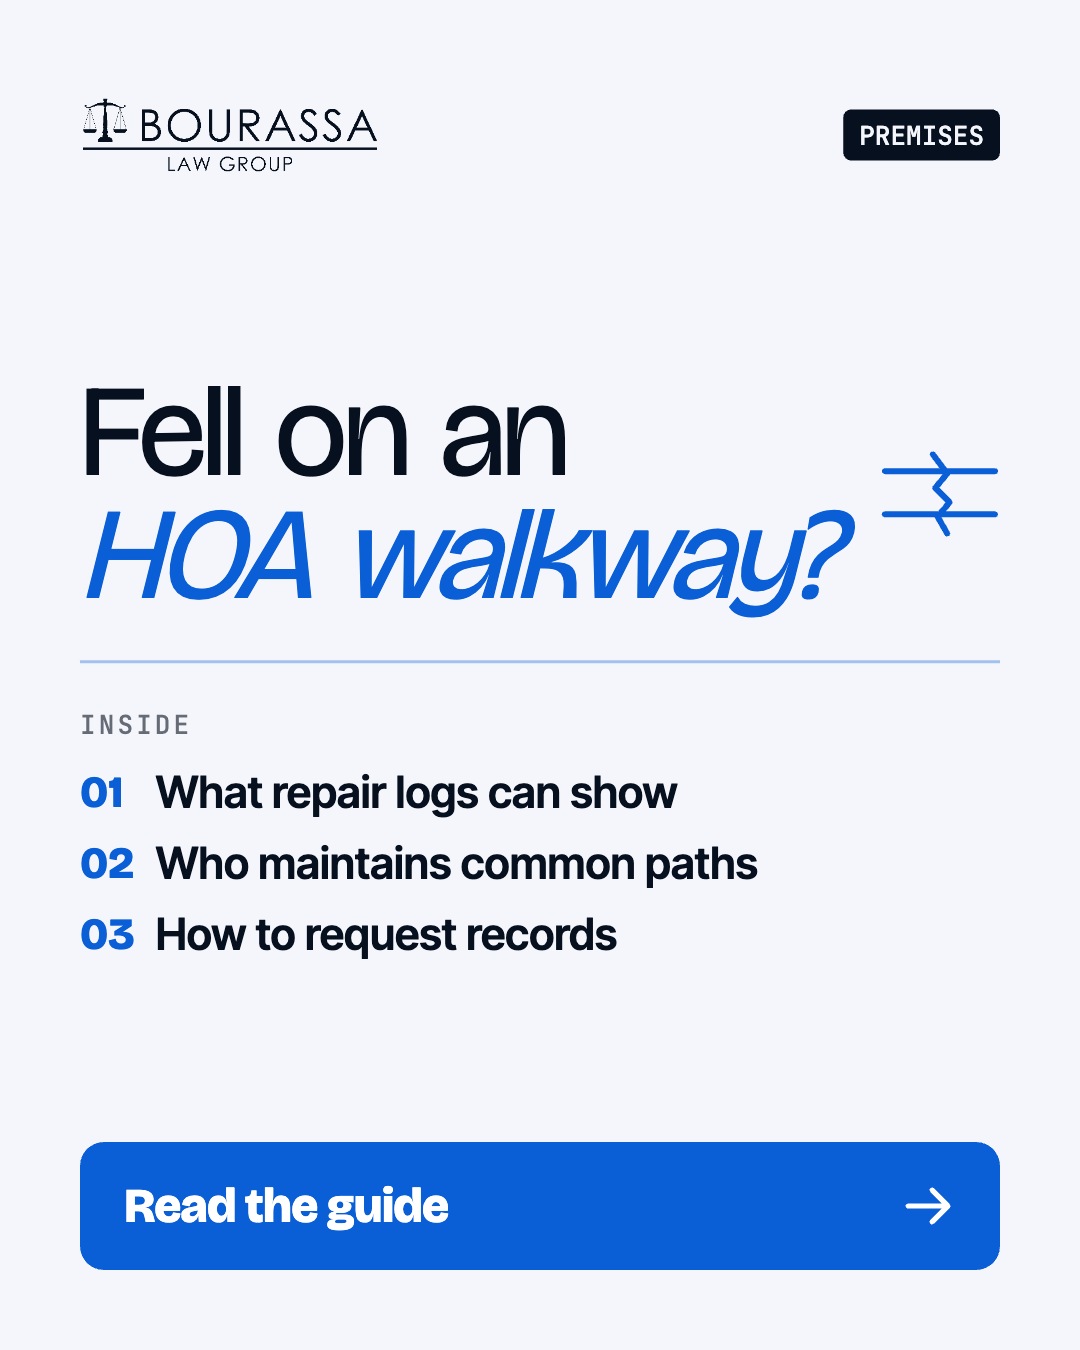 BOURASSA
LAW GROUP
PREMISES
Fell on an
HOA walkway?
INSIDE
01 What repair logs can show
02 Who maintains common paths
03 How to request records
Read the guide